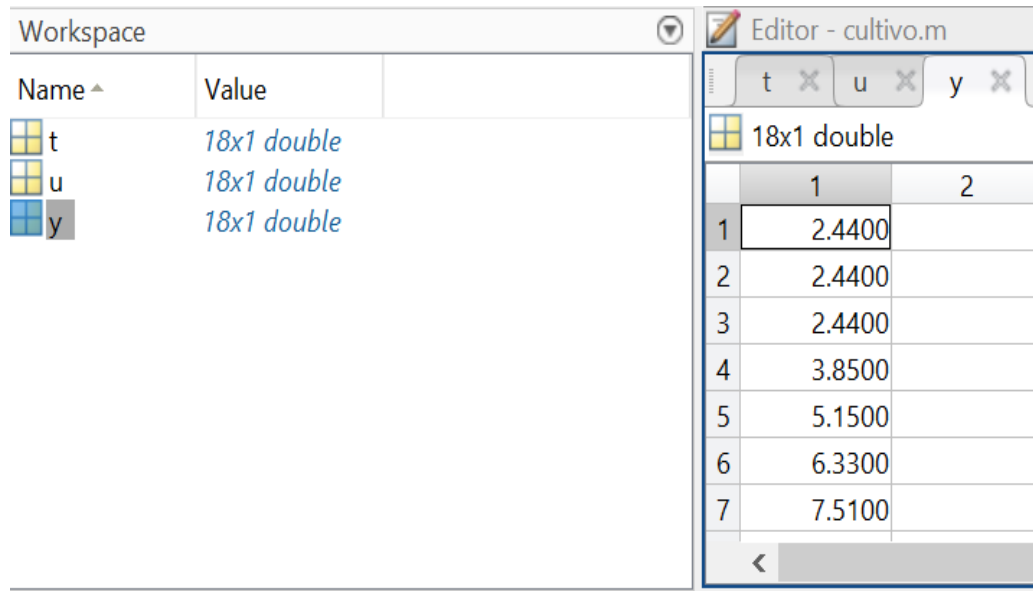 Workspace
Name Value
t 18x1 double
u 18x1 double
y 18x1 double
Editor - cultivo.m
t u y
18x1 double
1 2
1 2.4400
2 2.4400
3 2.4400
4 3.8500
5 5.1500
6 6.3300
7 7.5100